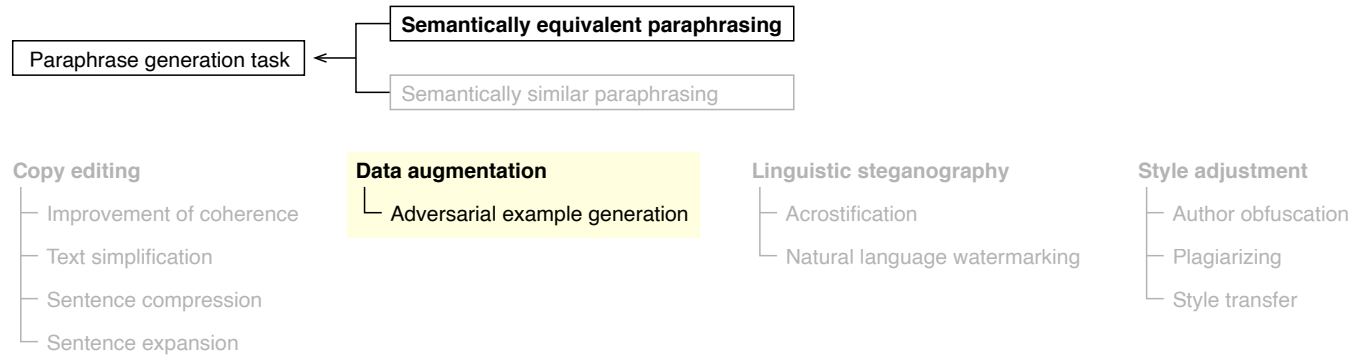 Semantically equivalent paraphrasing
Paraphrase generation task
Semantically similar paraphrasing
Copy editing
Improvement of coherence
Text simplification
Sentence compression
Sentence expansion
Data augmentation
Adversarial example generation
Linguistic steganography
Acrostification
Natural language watermarking
Style adjustment
Author obfuscation
Plagiarizing
Style transfer